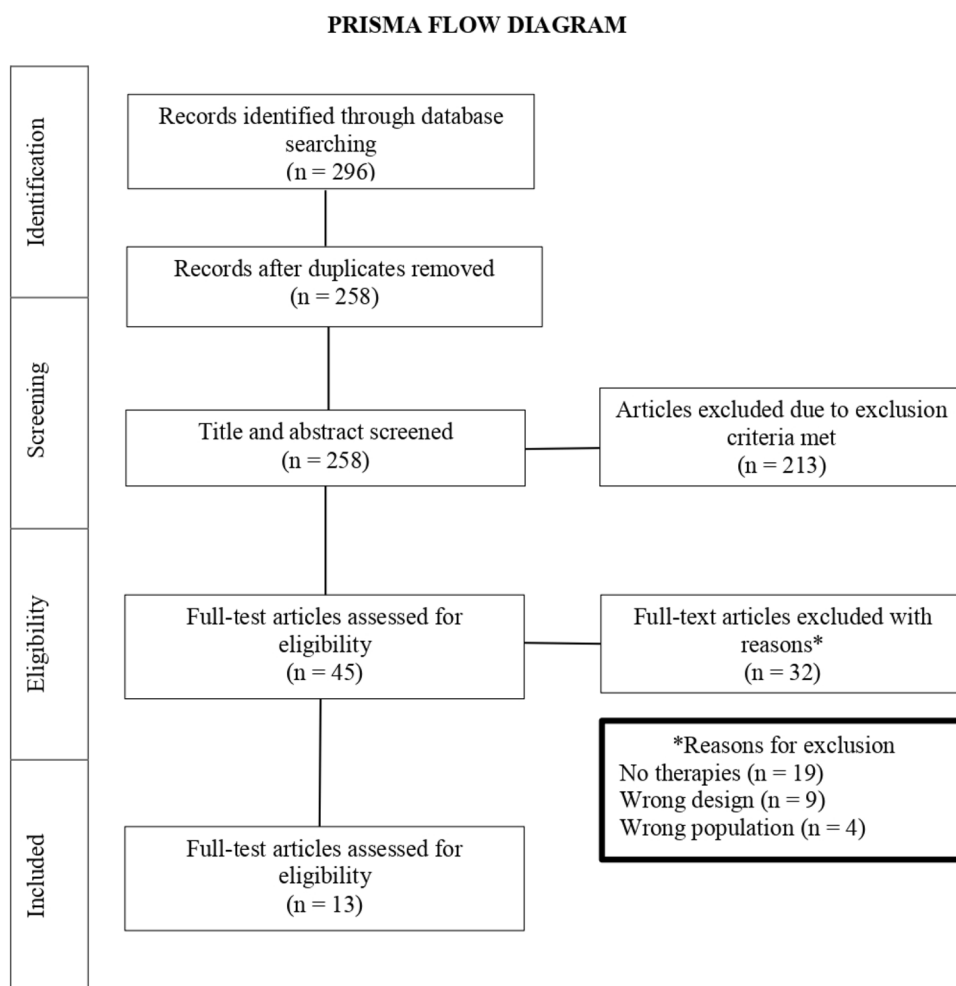 PRISMA FLOW DIAGRAM
Identification
Records identified through database
searching
(n = 296)
Records after duplicates removed
(n = 258)
Screening
Title and abstract screened
(n = 258)
Articles excluded due to exclusion
criteria met
(n = 213)
Eligibility
Full-test articles assessed for
eligibility
(n = 45)
Full-text articles excluded with
reasons*
(n = 32)
*Reasons for exclusion
No therapies (n = 19)
Wrong design (n = 9)
Wrong population (n = 4)
Included
Full-test articles assessed for
eligibility
(n = 13)